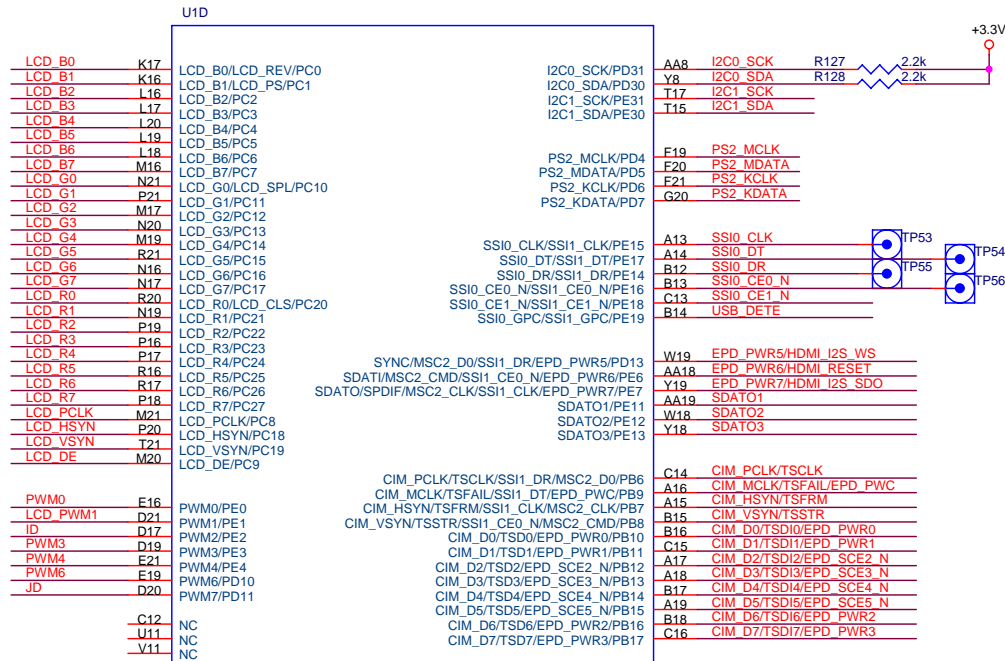 U1D
+3.3V
LCD_B0 K17 LCD_B0/LCD_REV/PC0
LCD_B1 K16 LCD_B1/LCD_PS/PC1
LCD_B2 L16 LCD_B2/PC2
LCD_B3 L17 LCD_B3/PC3
LCD_B4 L20 LCD_B4/PC4
LCD_B5 L19 LCD_B5/PC5
LCD_B6 L18 LCD_B6/PC6
LCD_B7 M16 LCD_B7/PC7
LCD_G0 N21 LCD_G0/LCD_SPL/PC10
LCD_G1 P21 LCD_G1/PC11
LCD_G2 M17 LCD_G2/PC12
LCD_G3 N20 LCD_G3/PC13
LCD_G4 M19 LCD_G4/PC14
LCD_G5 R21 LCD_G5/PC15
LCD_G6 N16 LCD_G6/PC16
LCD_G7 N17 LCD_G7/PC17
LCD_R0 R20 LCD_R0/LCD_CLS/PC20
LCD_R1 N19 LCD_R1/PC21
LCD_R2 P19 LCD_R2/PC22
LCD_R3 P16 LCD_R3/PC23
LCD_R4 P17 LCD_R4/PC24
LCD_R5 R16 LCD_R5/PC25
LCD_R6 R17 LCD_R6/PC26
LCD_R7 P18 LCD_R7/PC27
LCD_PCLK M21 LCD_PCLK/PC8
LCD_HSYN P20 LCD_HSYN/PC18
LCD_VSYN T21 LCD_VSYN/PC19
LCD_DE M20 LCD_DE/PC9
PWM0 E16 PWM0/PE0
LCD_PWM1 D21 PWM1/PE1
ID D17 PWM2/PE2
PWM3 D19 PWM3/PE3
PWM4 E21 PWM4/PE4
PWM6 E19 PWM6/PD10
JD D20 PWM7/PD11
C12 NC
U11 NC
V11 NC
I2C0_SCK/PD31 AA8 I2C0_SCK R127 2.2k
I2C0_SDA/PD30 Y8 I2C0_SDA R128 2.2k
I2C1_SCK/PE31 T17 I2C1_SCK
I2C1_SDA/PE30 T15 I2C1_SDA
PS2_MCLK/PD4 F19 PS2_MCLK
PS2_MDATA/PD5 F20 PS2_MDATA
PS2_KCLK/PD6 F21 PS2_KCLK
PS2_KDATA/PD7 G20 PS2_KDATA
SSI0_CLK/SSI1_CLK/PE15 A13 SSI0_CLK TP53
SSI0_DT/SSI1_DT/PE17 A14 SSI0_DT TP54
SSI0_DR/SSI1_DR/PE14 B12 SSI0_DR TP55
SSI0_CE0_N/SSI1_CE0_N/PE16 B13 SSI0_CE0_N TP56
SSI0_CE1_N/SSI1_CE1_N/PE18 C13 SSI0_CE1_N
SSI0_GPC/SSI1_GPC/PE19 B14 USB_DETE
SYNC/MSC2_D0/SSI1_DR/EPD_PWR5/PD13 W19 EPD_PWR5/HDMI_I2S_WS
SDATI/MSC2_CMD/SSI1_CE0_N/EPD_PWR6/PE6 AA18 EPD_PWR6/HDMI_RESET
SDATO/SPDIF/MSC2_CLK/SSI1_CLK/EPD_PWR7/PE7 Y19 EPD_PWR7/HDMI_I2S_SDO
SDATO1/PE11 AA19 SDATO1
SDATO2/PE12 W18 SDATO2
SDATO3/PE13 Y18 SDATO3
CIM_PCLK/TSCLK/SSI1_DR/MSC2_D0/PB6 C14 CIM_PCLK/TSCLK
CIM_MCLK/TSFAIL/SSI1_DT/EPD_PWC/PB9 A16 CIM_MCLK/TSFAIL/EPD_PWC
CIM_HSYN/TSFRM/SSI1_CLK/MSC2_CLK/PB7 A15 CIM_HSYN/TSFRM
CIM_VSYN/TSSTR/SSI1_CE0_N/MSC2_CMD/PB8 B15 CIM_VSYN/TSSTR
CIM_D0/TSD0/EPD_PWR0/PB10 B16 CIM_D0/TSDI0/EPD_PWR0
CIM_D1/TSD1/EPD_PWR1/PB11 C15 CIM_D1/TSDI1/EPD_PWR1
CIM_D2/TSD2/EPD_SCE2_N/PB12 A17 CIM_D2/TSDI2/EPD_SCE2_N
CIM_D3/TSD3/EPD_SCE3_N/PB13 A18 CIM_D3/TSDI3/EPD_SCE3_N
CIM_D4/TSD4/EPD_SCE4_N/PB14 B17 CIM_D4/TSDI4/EPD_SCE4_N
CIM_D5/TSD5/EPD_SCE5_N/PB15 A19 CIM_D5/TSDI5/EPD_SCE5_N
CIM_D6/TSD6/EPD_PWR2/PB16 B18 CIM_D6/TSDI6/EPD_PWR2
CIM_D7/TSD7/EPD_PWR3/PB17 C16 CIM_D7/TSDI7/EPD_PWR3